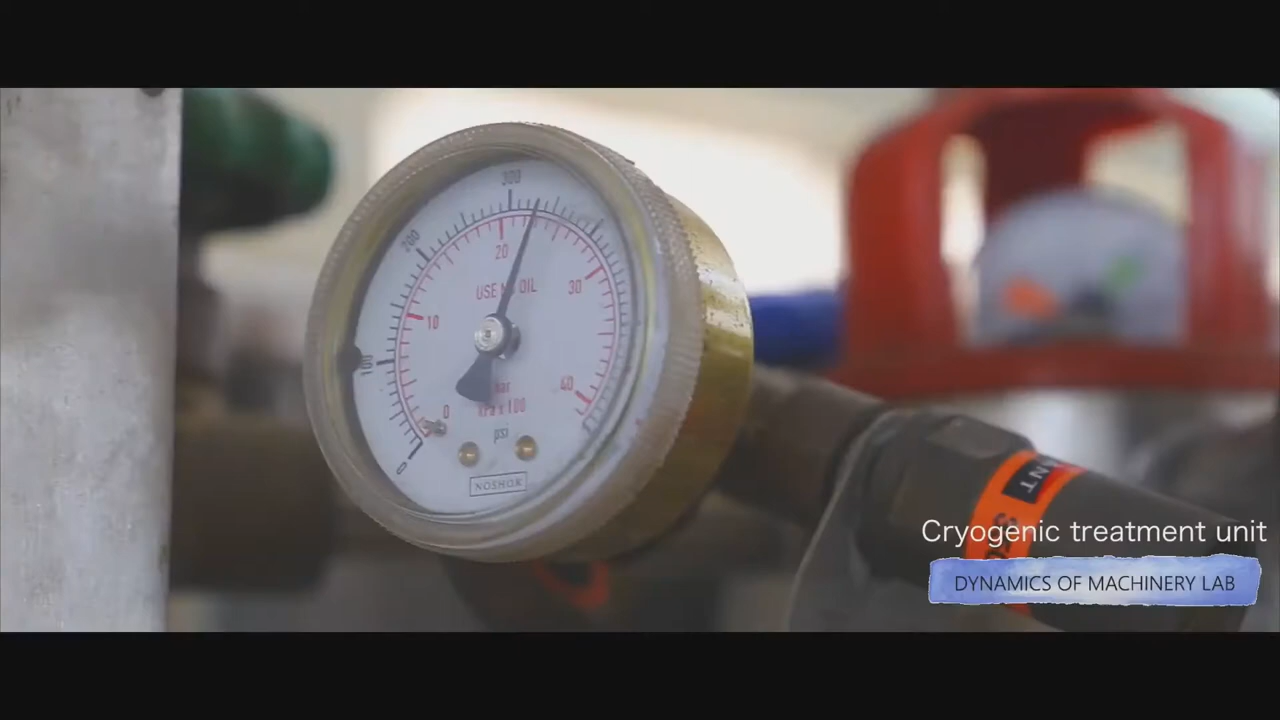 300
200
20
USE N OIL
30
10
100
40
bar
0
kPa x 100
psi
0
NOSHOK
ANT
Cryogenic treatment unit
DYNAMICS OF MACHINERY LAB